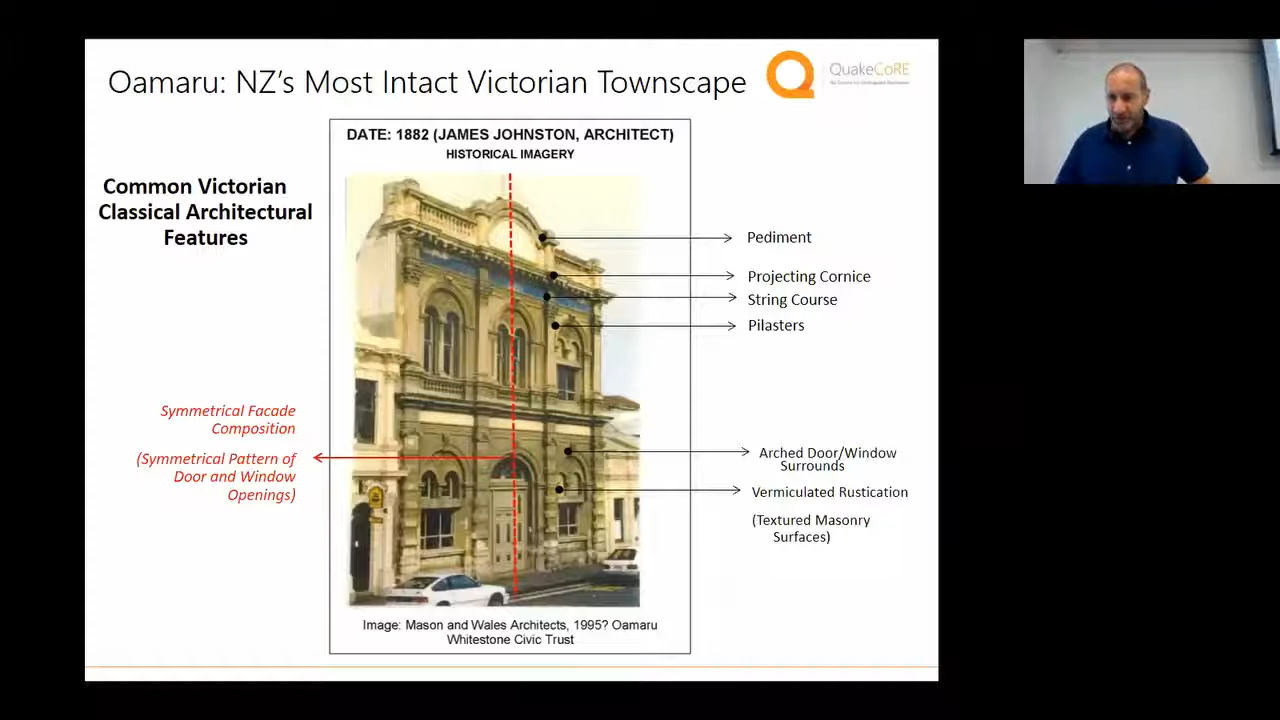 Oamaru: NZ's Most Intact Victorian Townscape
QuakeCoRE
DATE: 1882 (JAMES JOHNSTON, ARCHITECT)
HISTORICAL IMAGERY
Common Victorian
Classical Architectural
Features
Pediment
Projecting Cornice
String Course
Pilasters
Symmetrical Facade
Composition
(Symmetrical Pattern of
Door and Window
Openings)
Arched Door/Window
Surrounds
Vermiculated Rustication
(Textured Masonry
Surfaces)
Image: Mason and Wales Architects, 1995? Oamaru
Whitestone Civic Trust